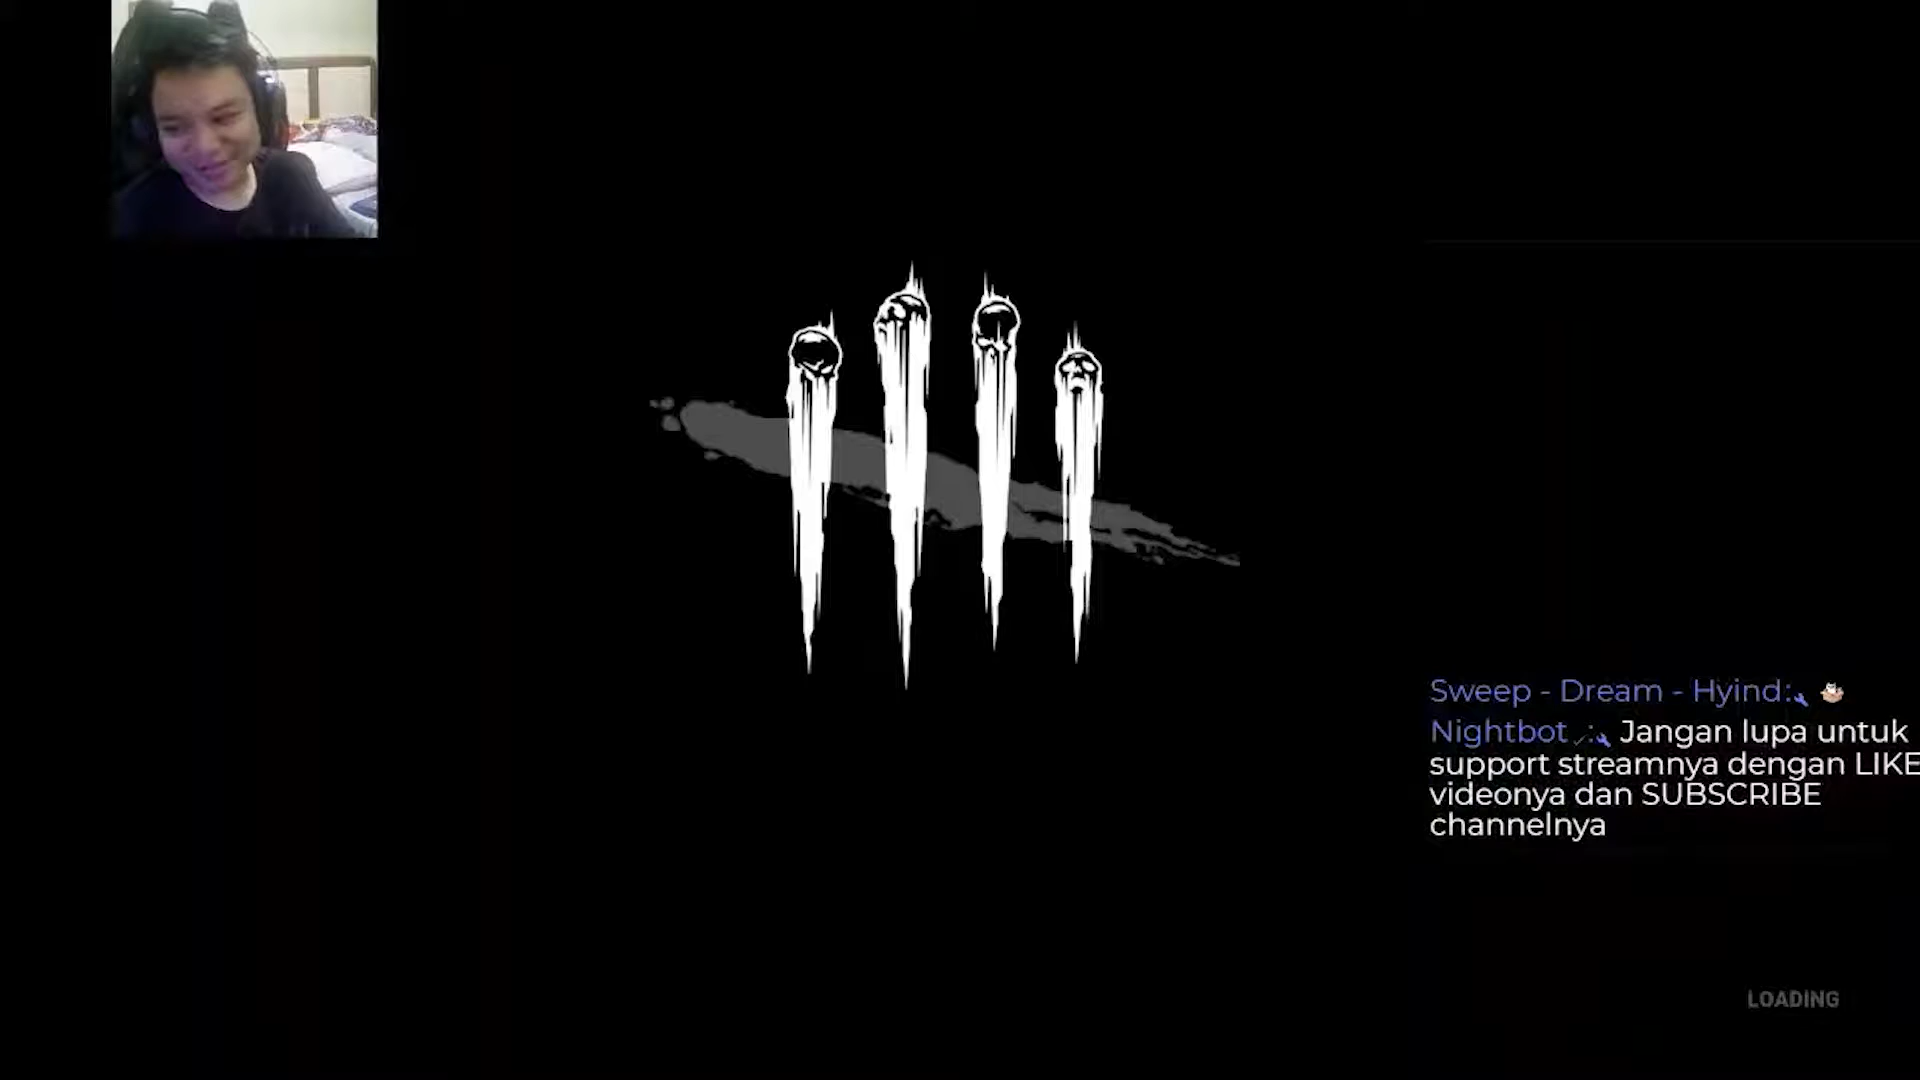 Sweep - Dream - Hyind:
Nightbot : Jangan lupa untuk
support streamnya dengan LIKE
videonya dan SUBSCRIBE
channelnya
LOADING